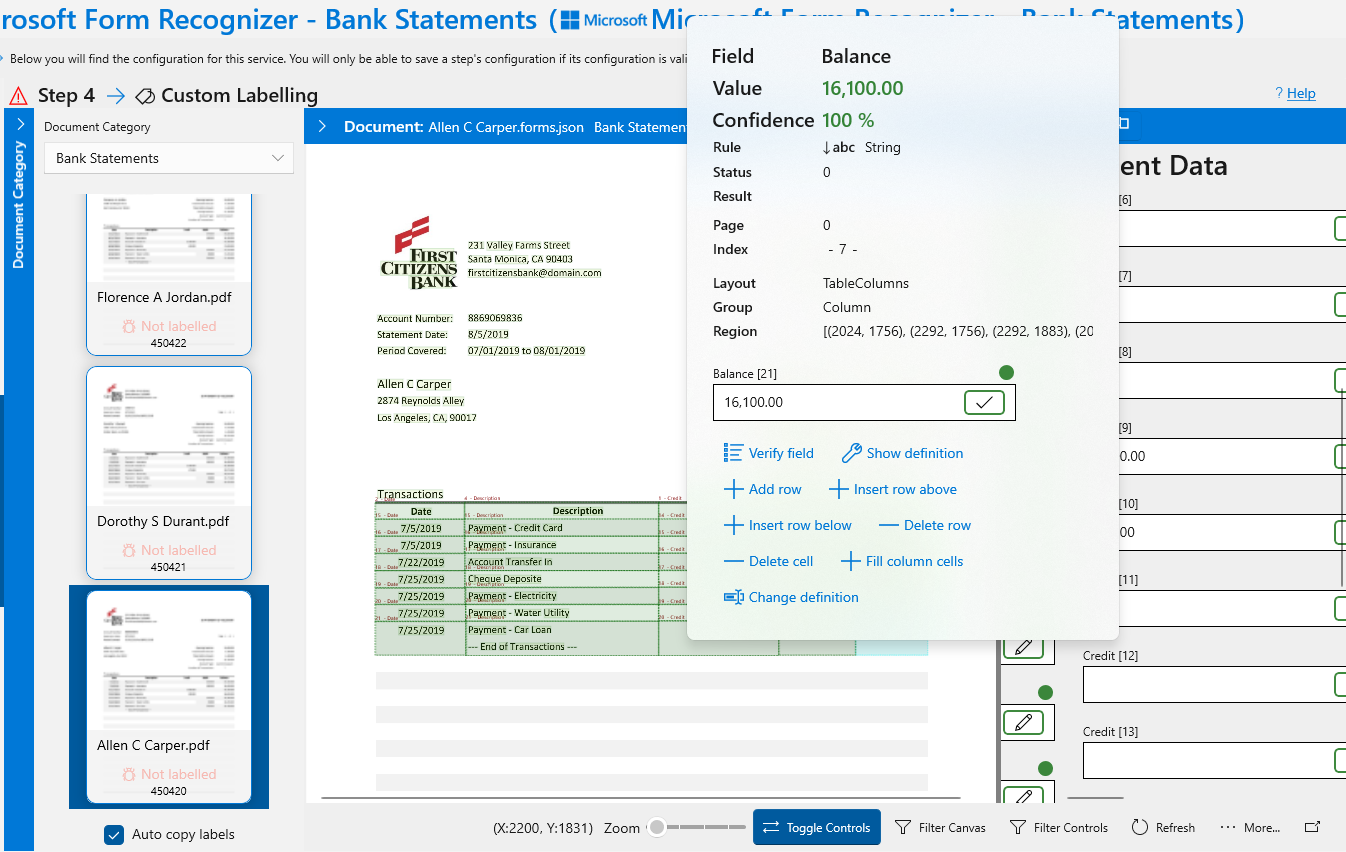 rosoft Form Recognizer - Bank Statements (Microsoft
atements)
Below you will find the configuration for this service. You will only be able to save a step's configuration if its configuration is vali
Step 4 Custom Labelling
? Help
Document Category
Document Category
Bank Statements
Florence A Jordan.pdf
Not labelled
450422
Dorothy S Durant.pdf
Not labelled
450421
Allen C Carper.pdf
Not labelled
450420
Auto copy labels
Document: Allen C Carper.forms.json Bank Statemen
FIRST
CITIZENS
BANK
231 Valley Farms Street
Santa Monica, CA 90403
firstcitizensbank@domain.com
Account Number: 8869069836
Statement Date: 8/5/2019
Period Covered: 07/01/2019 to 08/01/2019
Allen C Carper
2874 Reynolds Alley
Los Angeles, CA, 90017
Transactions
Date Description
7/5/2019 Payment - Credit Card
7/5/2019 Payment - Insurance
7/22/2019 Account Transfer In
7/25/2019 Cheque Deposite
7/25/2019 Payment - Electricity
7/25/2019 Payment - Water Utility
7/25/2019 Payment - Car Loan
--- End of Transactions ---
Field Balance
Value 16,100.00
Confidence 100 %
Rule abc String
Status 0
Result
Page 0
Index - 7 -
Layout TableColumns
Group Column
Region [(2024, 1756), (2292, 1756), (2292, 1883), (20
Balance [21]
16,100.00
Verify field Show definition
Add row Insert row above
Insert row below Delete row
Delete cell Fill column cells
Change definition
ent Data
[6]
[7]
[8]
[9]
0.00
[10]
00
[11]
Credit [12]
Credit [13]
(X:2200, Y:1831) Zoom Toggle Controls Filter Canvas Filter Controls Refresh More...